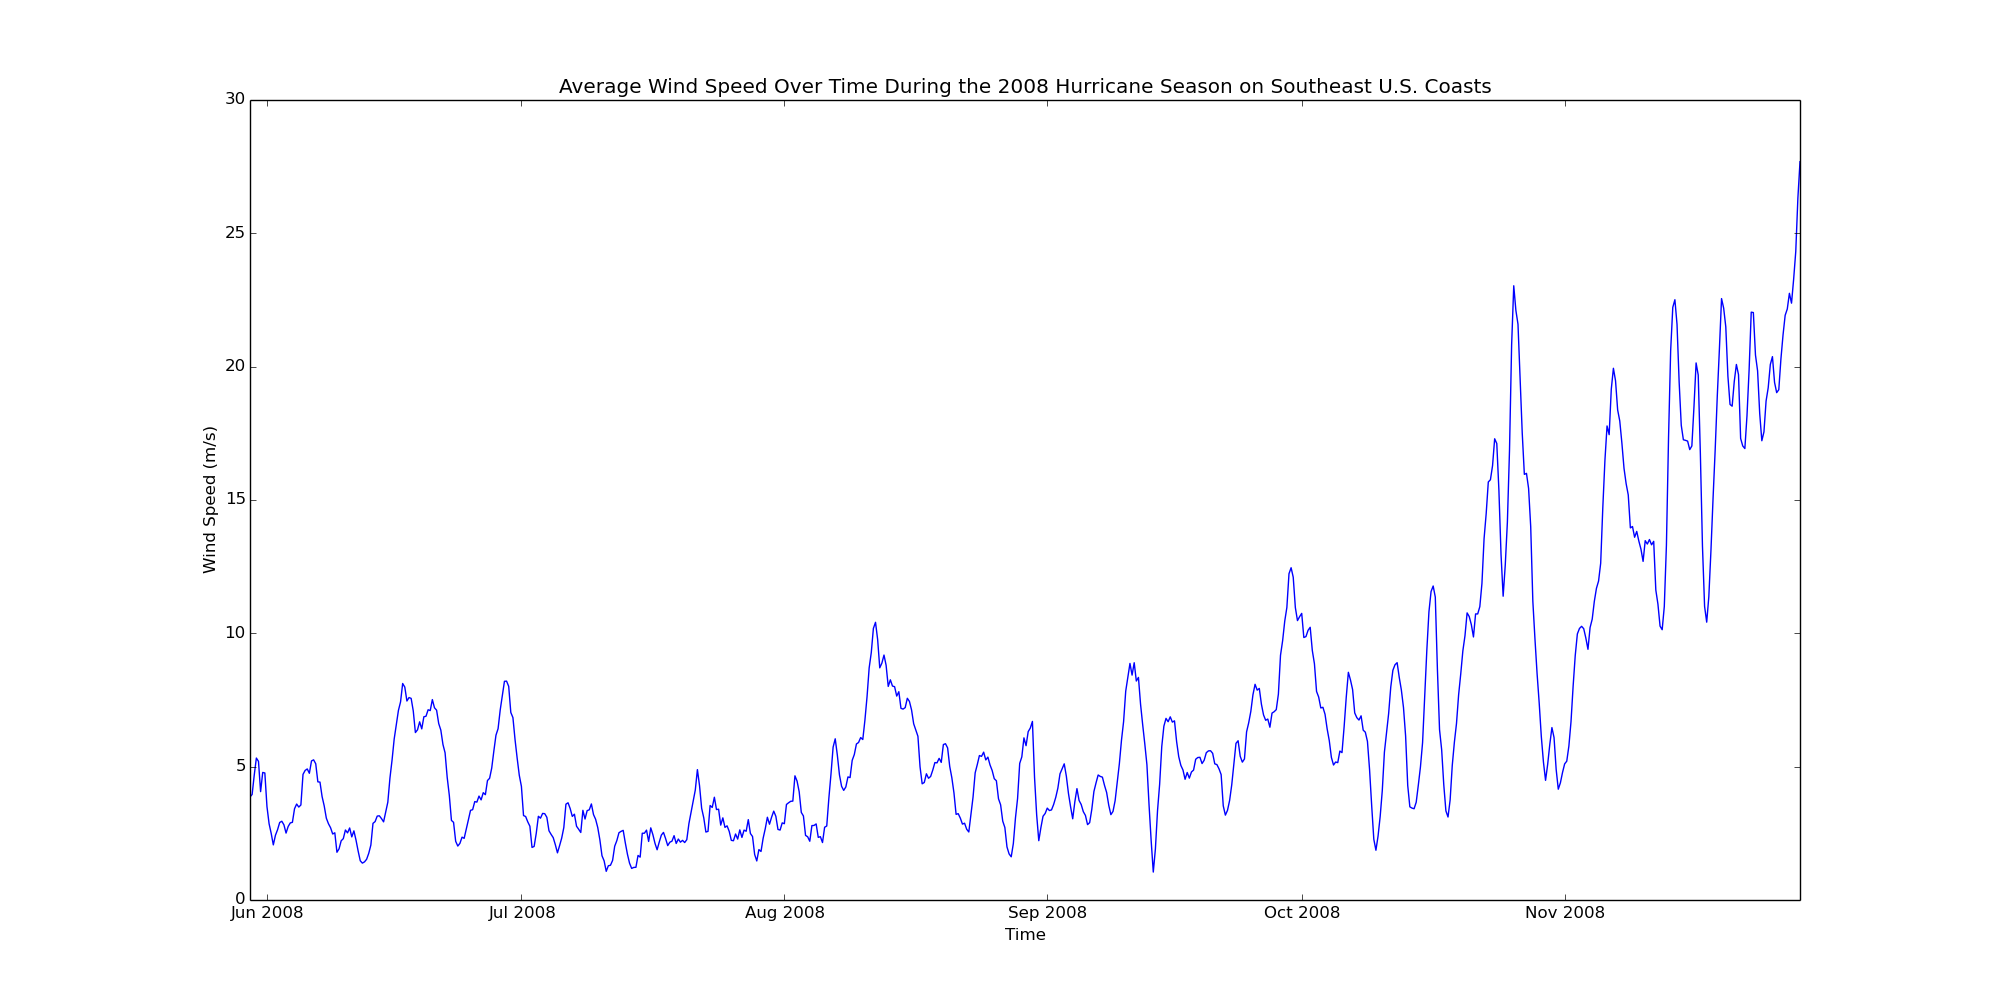 Average Wind Speed Over Time During the 2008 Hurricane Season on Southeast U.S. Coasts
30
25
20
15
10
5
0
Wind Speed (m/s)
Jun 2008 Jul 2008 Aug 2008 Sep 2008 Oct 2008 Nov 2008
Time